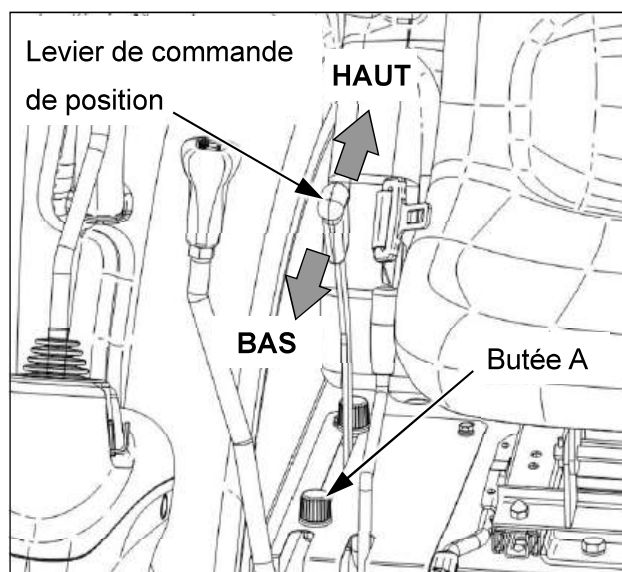 Levier de commande
de position
HAUT
BAS
Butée A